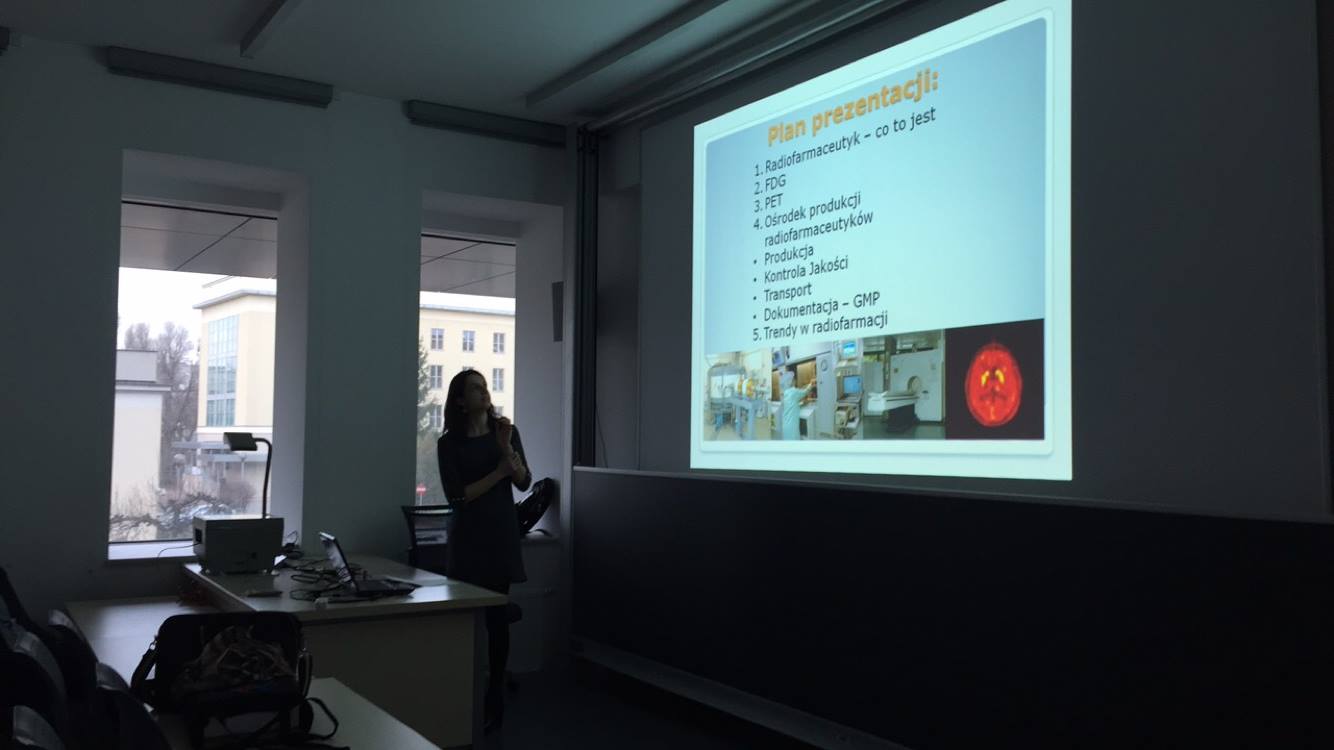 Plan prezentacji:
1. Radiofarmaceutyk – co to jest
2. FDG
3. PET
4. Ośrodek produkcji
radiofarmaceutyków
• Produkcja
• Kontrola Jakości
• Transport
• Dokumentacja – GMP
5. Trendy w radiofarmacji